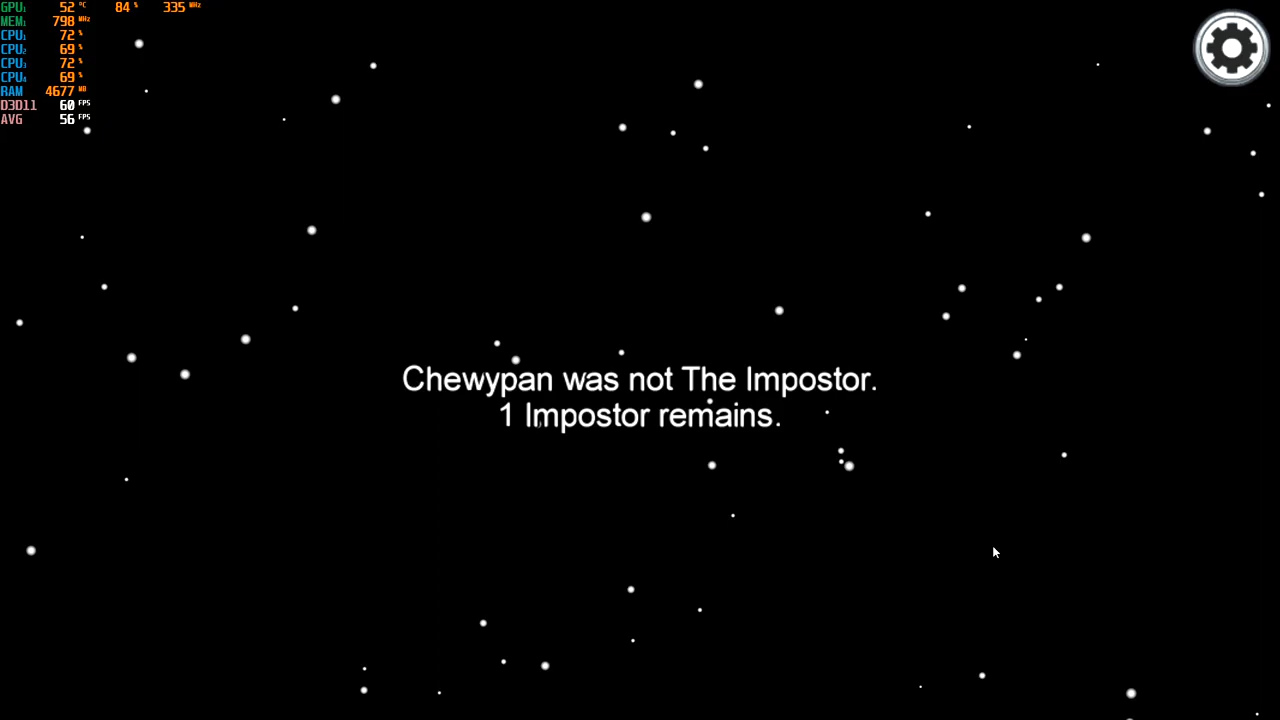 GPU₁ 52 °C 84 % 335 MHz
MEM₁ 790 MHz
CPU₁ 72 %
CPU₂ 69 %
CPU₃ 72 %
CPU₄ 69 %
RAM 4677 MB
D3D11 60 FPS
AVG 56 FPS
Chewypan was not The Impostor.
1 Impostor remains.